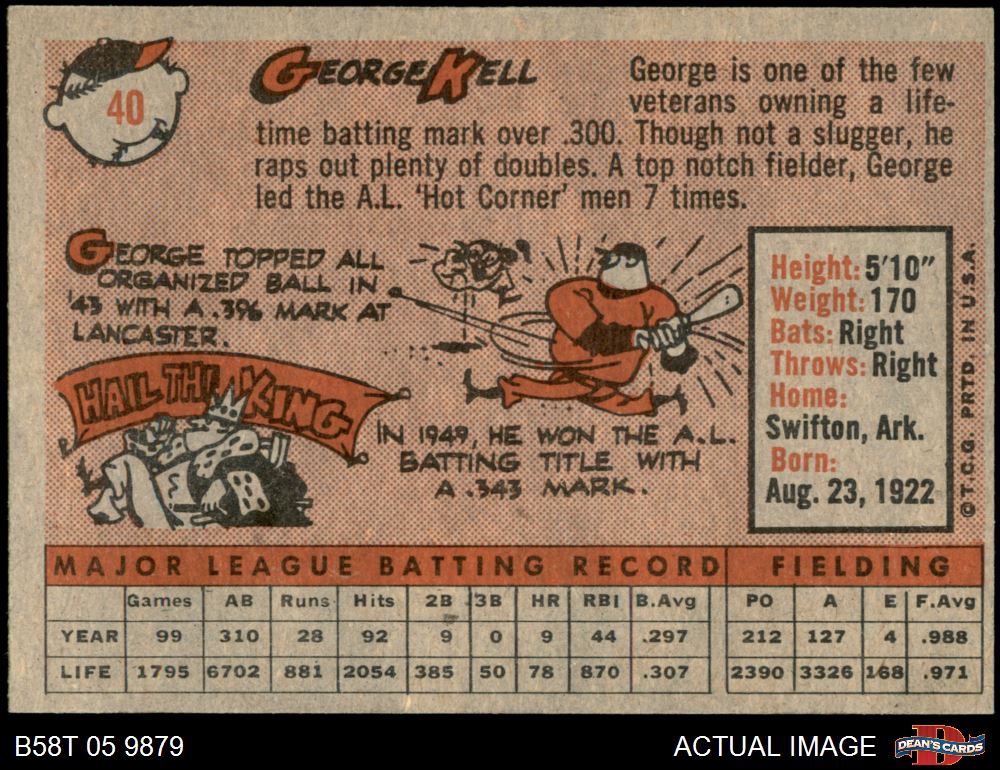 40
GEORGE KELL
George is one of the few
veterans owning a life-
time batting mark over .300. Though not a slugger, he
raps out plenty of doubles. A top notch fielder, George
led the A.L. 'Hot Corner' men 7 times.
GEORGE TOPPED ALL
ORGANIZED BALL IN
'43 WITH A .396 MARK AT
LANCASTER.
HAIL THE KING
IN 1949, HE WON THE A.L.
BATTING TITLE WITH
A .343 MARK.
Height: 5'10"
Weight: 170
Bats: Right
Throws: Right
Home:
Swifton, Ark.
Born:
Aug. 23, 1922
© T.C.G. PRTD. IN U.S.A.
MAJOR LEAGUE BATTING RECORD FIELDING
Games AB Runs Hits 2B 3B HR RBI B.Avg PO A E F.Avg
YEAR 99 310 28 92 9 0 9 44 .297 212 127 4 .988
LIFE 1795 6702 881 2054 385 50 78 870 .307 2390 3326 168 .971
B58T 05 9879
ACTUAL IMAGE
D
DEAN'S CARDS